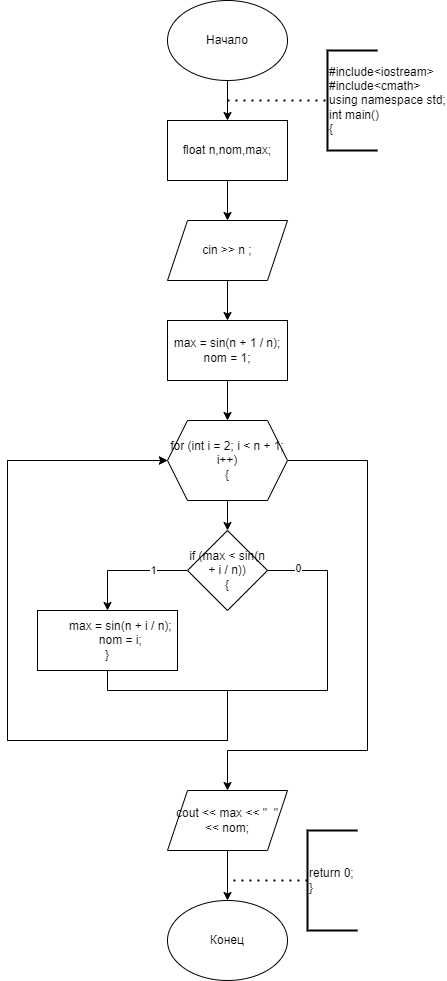 Начало
#include<iostream>
#include<cmath>
using namespace std;
int main()
{
float n,nom,max;
cin >> n ;
max = sin(n + 1 / n);
nom = 1;
for (int i = 2; i < n + 1;
i++)
{
if (max < sin(n
+ i / n))
{
1
0
max = sin(n + i / n);
nom = i;
}
cout << max << "  "
<< nom;
return 0;
}
Конец